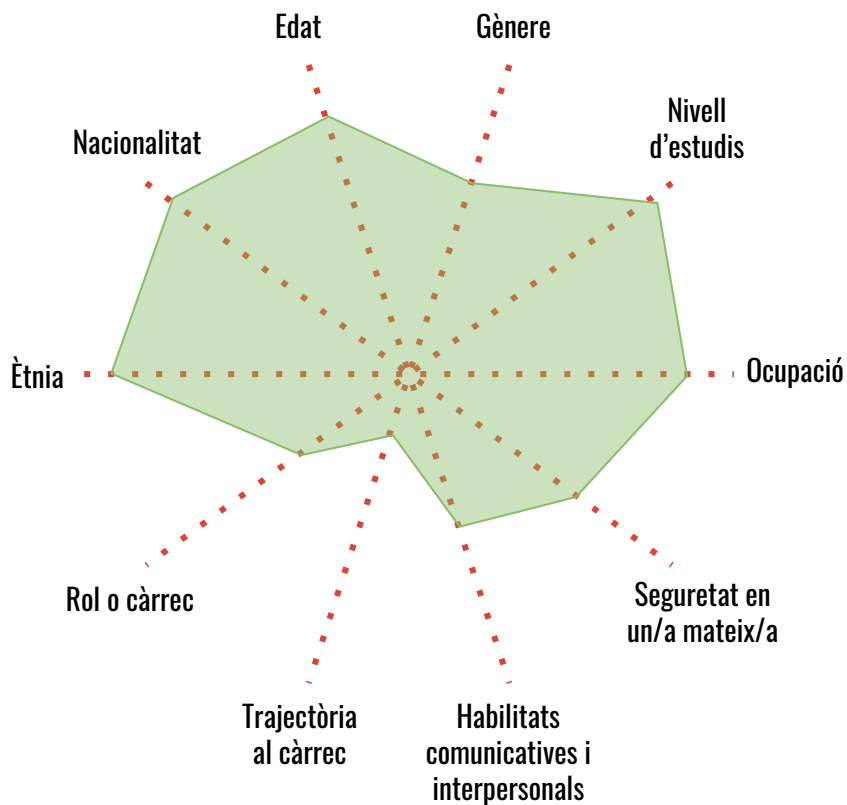 Edat
Gènere
Nivell
d’estudis
Nacionalitat
Ètnia
Ocupació
Rol o càrrec
Seguretat en
un/a mateix/a
Trajectòria
al càrrec
Habilitats
comunicatives i
interpersonals